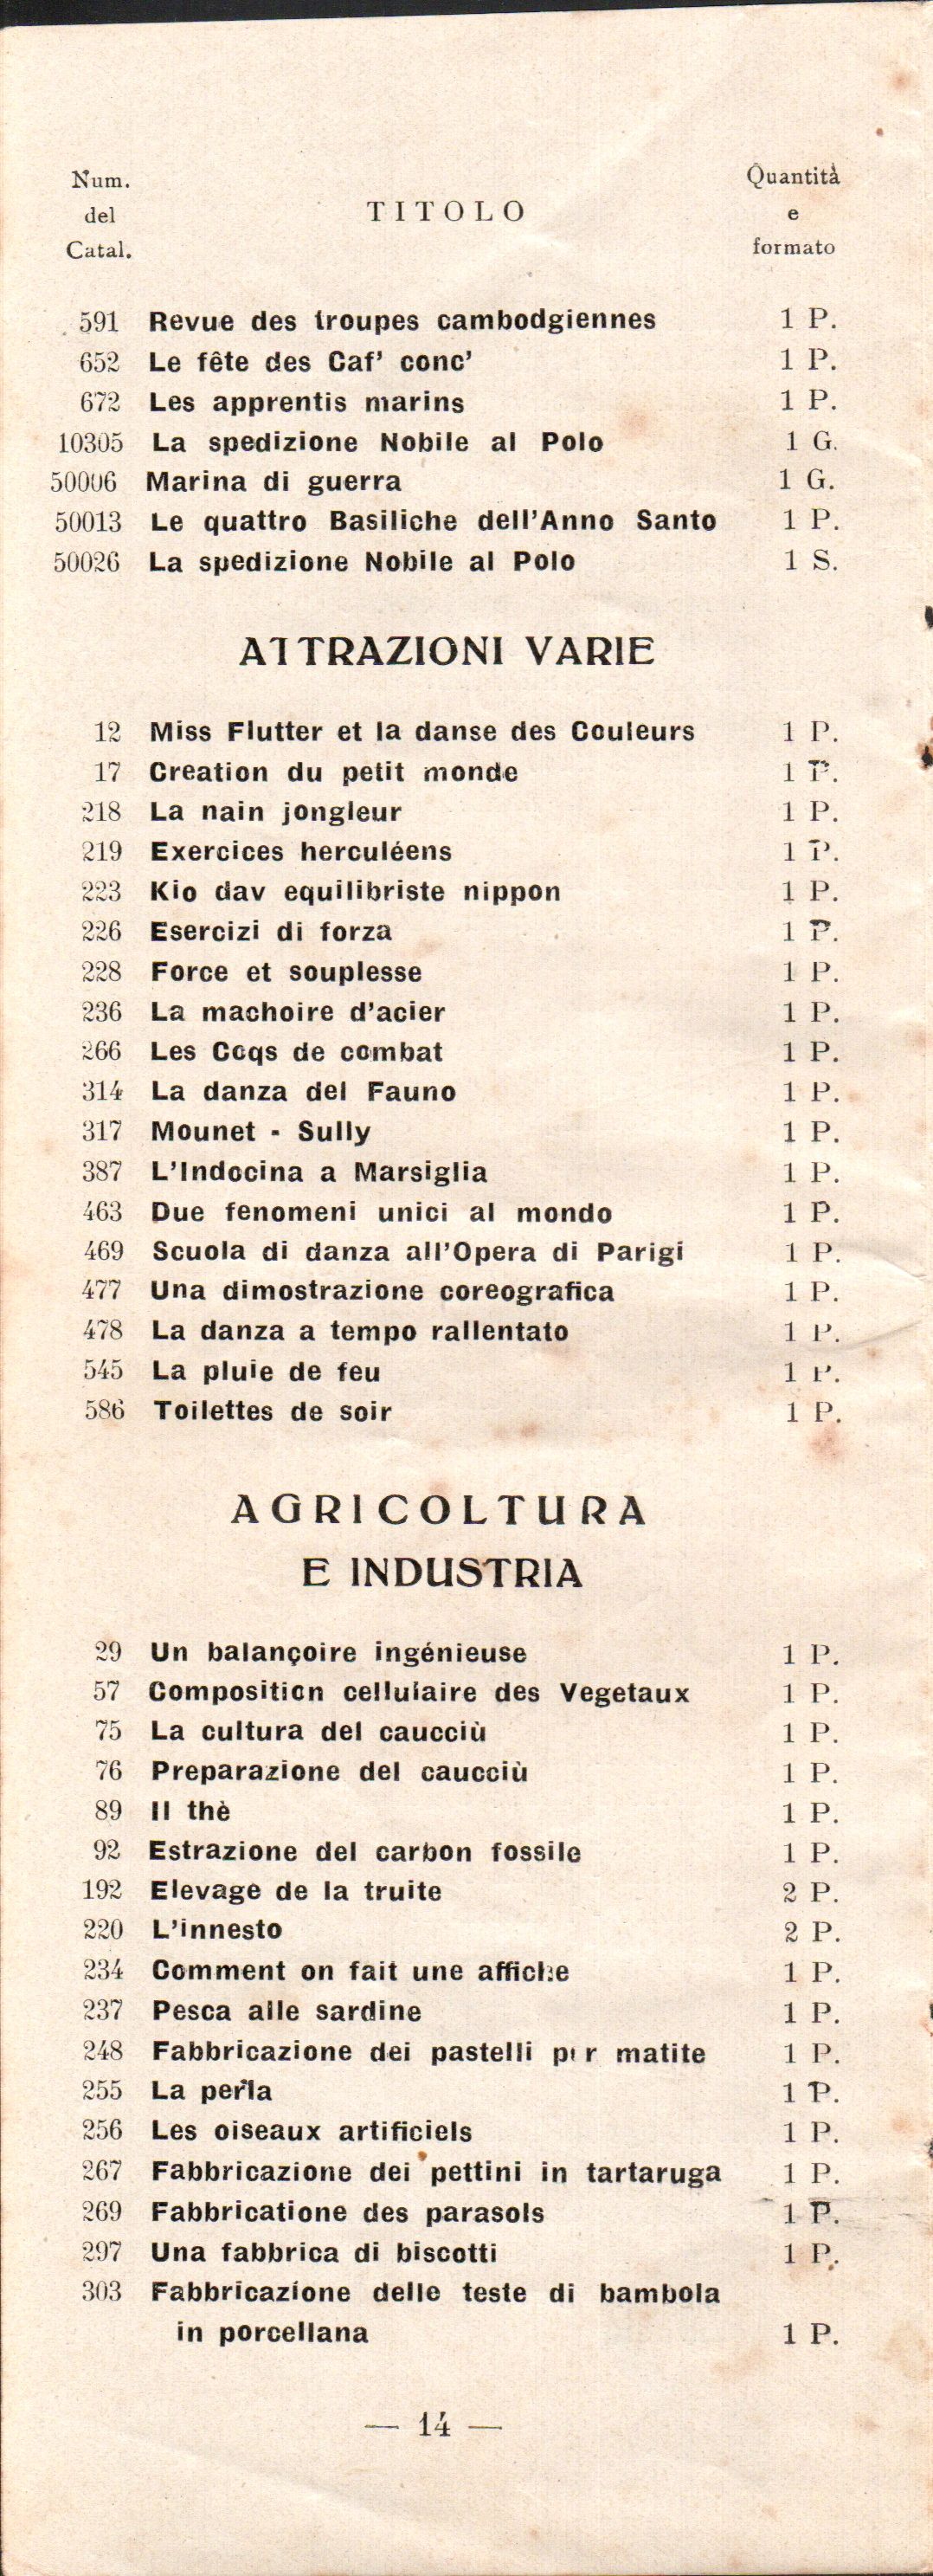 Num. del Catal. TITOLO Quantità e formato
591 Revue des troupes cambodgiennes 1 P.
652 Le fête des Caf' conc' 1 P.
672 Les apprentis marins 1 P.
10305 La spedizione Nobile al Polo 1 G.
50006 Marina di guerra 1 G.
50013 Le quattro Basiliche dell'Anno Santo 1 P.
50026 La spedizione Nobile al Polo 1 S.
ATTRAZIONI VARIE
12 Miss Flutter et la danse des Couleurs 1 P.
17 Creation du petit monde 1 P.
218 La nain jongleur 1 P.
219 Exercices herculéens 1 P.
223 Kio dav equilibriste nippon 1 P.
226 Esercizi di forza 1 P.
228 Force et souplesse 1 P.
236 La machoire d'acier 1 P.
266 Les Coqs de combat 1 P.
314 La danza del Fauno 1 P.
317 Mounet - Sully 1 P.
387 L'Indocina a Marsiglia 1 P.
463 Due fenomeni unici al mondo 1 P.
469 Scuola di danza all'Opera di Parigi 1 P.
477 Una dimostrazione coreografica 1 P.
478 La danza a tempo rallentato 1 P.
545 La pluie de feu 1 P.
586 Toilettes de soir 1 P.
AGRICOLTURA
E INDUSTRIA
29 Un balançoire ingénieuse 1 P.
57 Composition cellulaire des Vegetaux 1 P.
75 La cultura del caucciù 1 P.
76 Preparazione del caucciù 1 P.
89 Il thè 1 P.
92 Estrazione del carbon fossile 1 P.
192 Elevage de la truite 2 P.
220 L'innesto 2 P.
234 Comment on fait une affiche 1 P.
237 Pesca alle sardine 1 P.
248 Fabbricazione dei pastelli per matite 1 P.
255 La perla 1 P.
256 Les oiseaux artificiels 1 P.
267 Fabbricazione dei pettini in tartaruga 1 P.
269 Fabbricatione des parasols 1 P.
297 Una fabbrica di biscotti 1 P.
303 Fabbricazione delle teste di bambola
in porcellana 1 P.
— 14 —